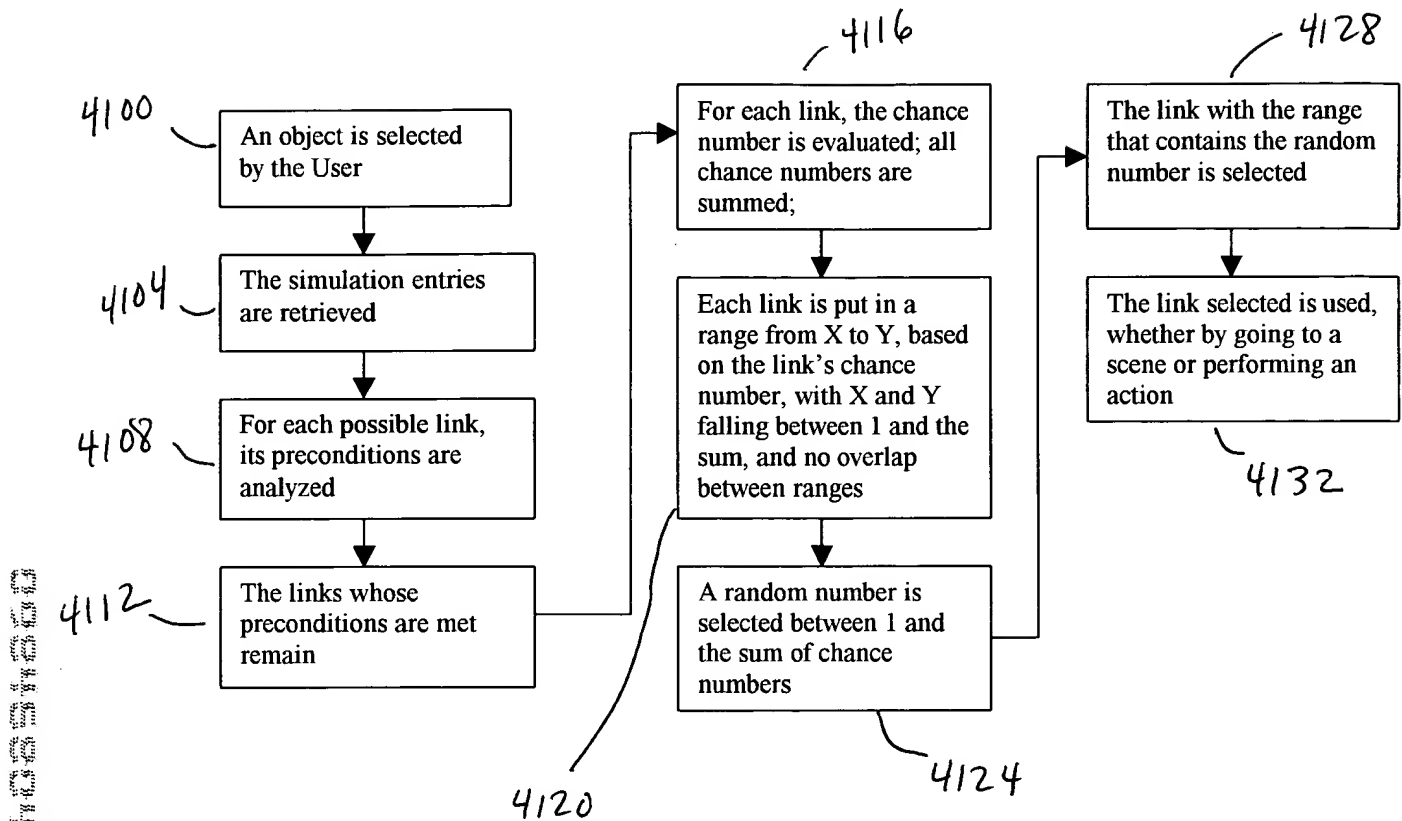 4100
An object is selected
by the User
4104
The simulation entries
are retrieved
4108
For each possible link,
its preconditions are
analyzed
4112
The links whose
preconditions are met
remain
4116
For each link, the chance
number is evaluated; all
chance numbers are
summed;
Each link is put in a
range from X to Y, based
on the link's chance
number, with X and Y
falling between 1 and the
sum, and no overlap
between ranges
4120
A random number is
selected between 1 and
the sum of chance
numbers
4124
4128
The link with the range
that contains the random
number is selected
The link selected is used,
whether by going to a
scene or performing an
action
4132